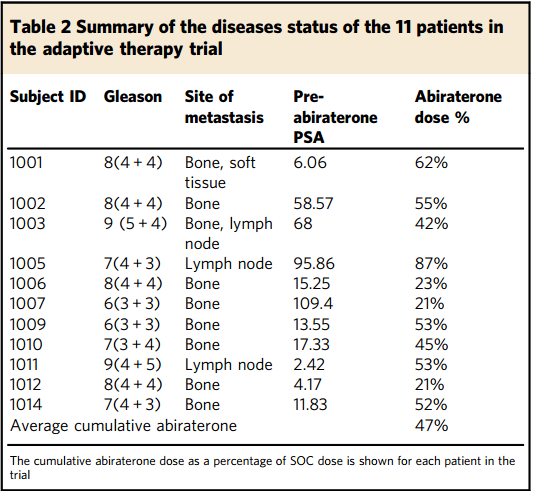 Table 2 Summary of the diseases status of the 11 patients in
the adaptive therapy trial
Subject ID Gleason Site of metastasis Pre-abiraterone PSA Abiraterone dose %
1001 8(4 + 4) Bone, soft tissue 6.06 62%
1002 8(4 + 4) Bone 58.57 55%
1003 9 (5 + 4) Bone, lymph node 68 42%
1005 7(4 + 3) Lymph node 95.86 87%
1006 8(4 + 4) Bone 15.25 23%
1007 6(3 + 3) Bone 109.4 21%
1009 6(3 + 3) Bone 13.55 53%
1010 7(3 + 4) Bone 17.33 45%
1011 9(4 + 5) Lymph node 2.42 53%
1012 8(4 + 4) Bone 4.17 21%
1014 7(4 + 3) Bone 11.83 52%
Average cumulative abiraterone 47%
The cumulative abiraterone dose as a percentage of SOC dose is shown for each patient in the
trial